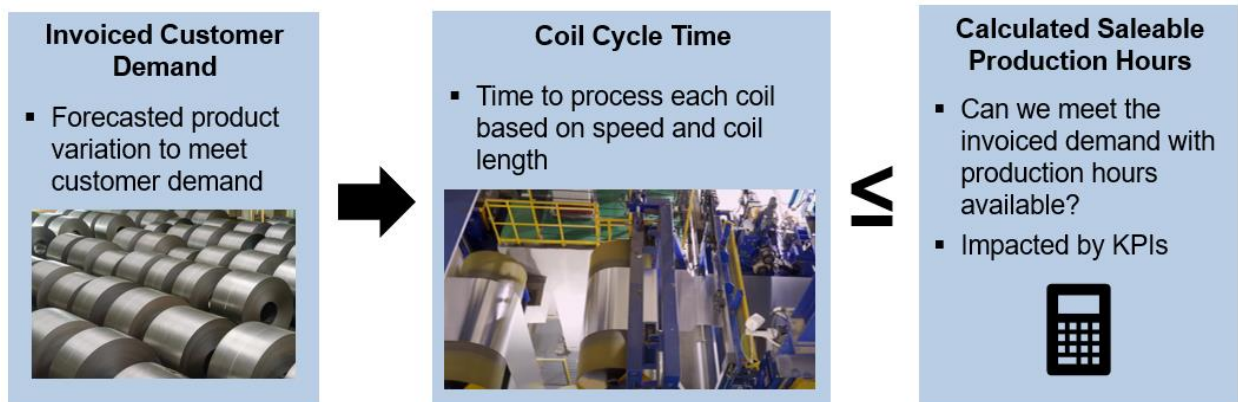 Invoiced Customer
Demand
▪ Forecasted product
variation to meet
customer demand
Coil Cycle Time
▪ Time to process each coil
based on speed and coil
length
≤
Calculated Saleable
Production Hours
▪ Can we meet the
invoiced demand with
production hours
available?
▪ Impacted by KPIs